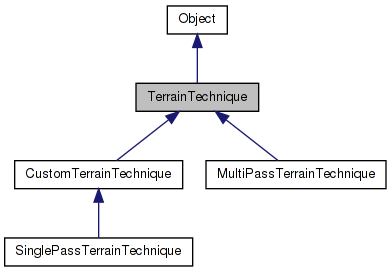 Object
TerrainTechnique
CustomTerrainTechnique
MultiPassTerrainTechnique
SinglePassTerrainTechnique